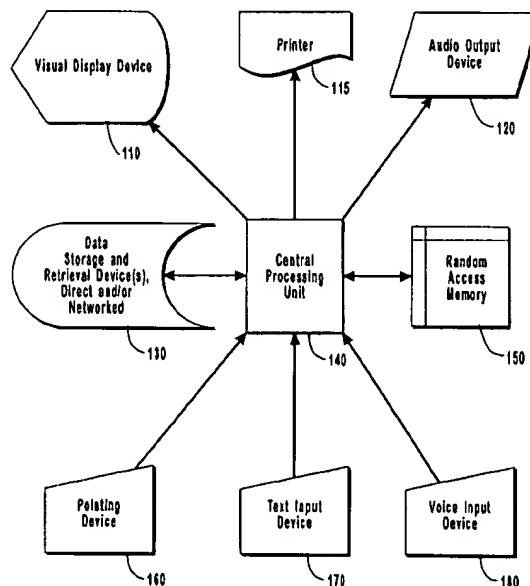 Visual Display Device
110
Printer
115
Audio Output
Device
120
Data
Storage and
Retrieval Device(s),
Direct and/or
Networked
130
Central
Processing
Unit
140
Random
Access
Memory
150
Pointing
Device
160
Text Input
Device
170
Voice Input
Device
180